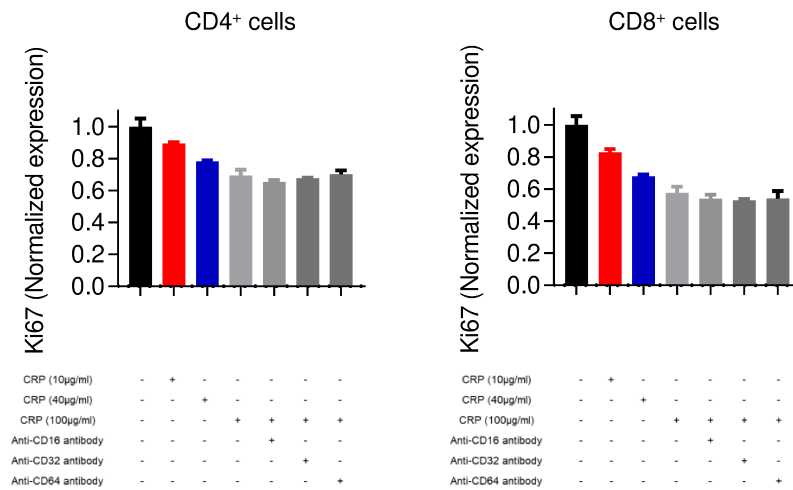 CD4⁺ cells
Ki67 (Normalized expression)
1.0
0.8
0.6
0.4
0.2
0.0
CRP (10µg/ml) - + - - - - -
CRP (40µg/ml) - - + - - - -
CRP (100µg/ml) - - - + + + +
Anti-CD16 antibody - - - - + - -
Anti-CD32 antibody - - - - - + -
Anti-CD64 antibody - - - - - - +
CD8⁺ cells
Ki67 (Normalized expression)
1.0
0.8
0.6
0.4
0.2
0.0
CRP (10µg/ml) - + - - - - -
CRP (40µg/ml) - - + - - - -
CRP (100µg/ml) - - - + + + +
Anti-CD16 antibody - - - - + - -
Anti-CD32 antibody - - - - - + -
Anti-CD64 antibody - - - - - - +